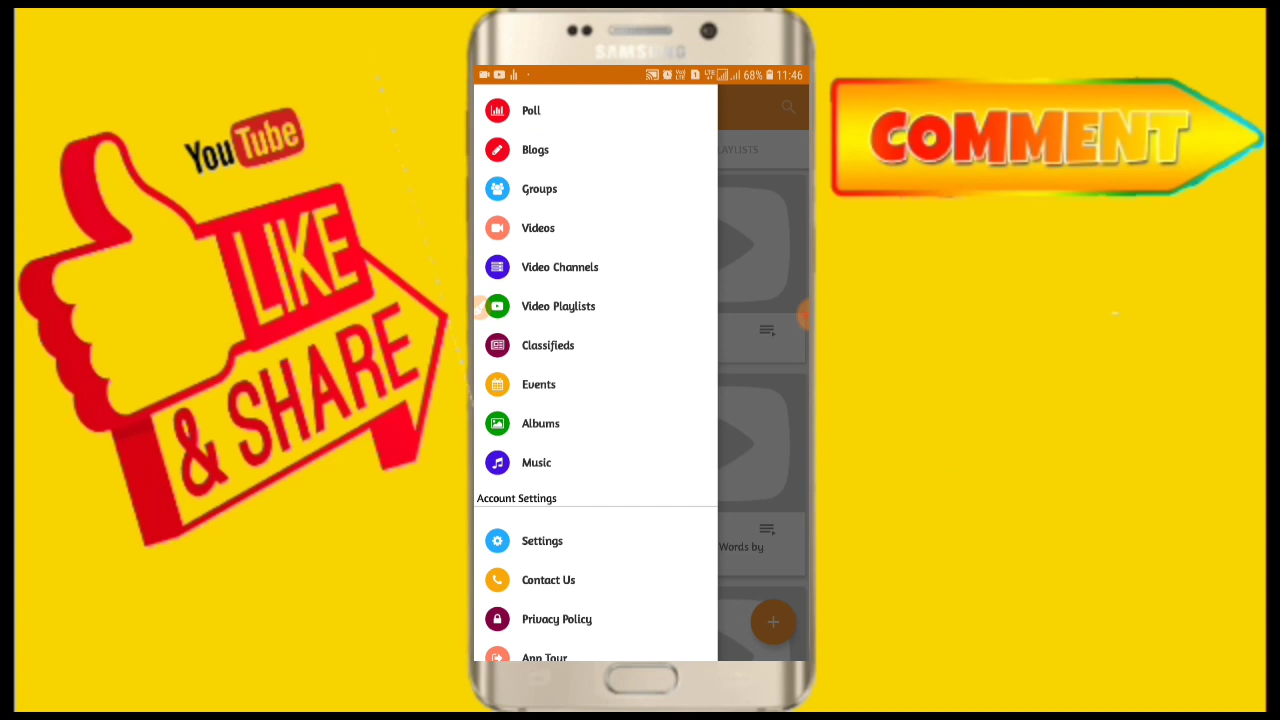 YouTube
LIKE
& SHARE
SAMSUNG
68% 11:46
Poll
Blogs
Groups
Videos
Video Channels
Video Playlists
Classifieds
Events
Albums
Music
Account Settings
Settings
Contact Us
Privacy Policy
App Tour
Words by
COMMENT